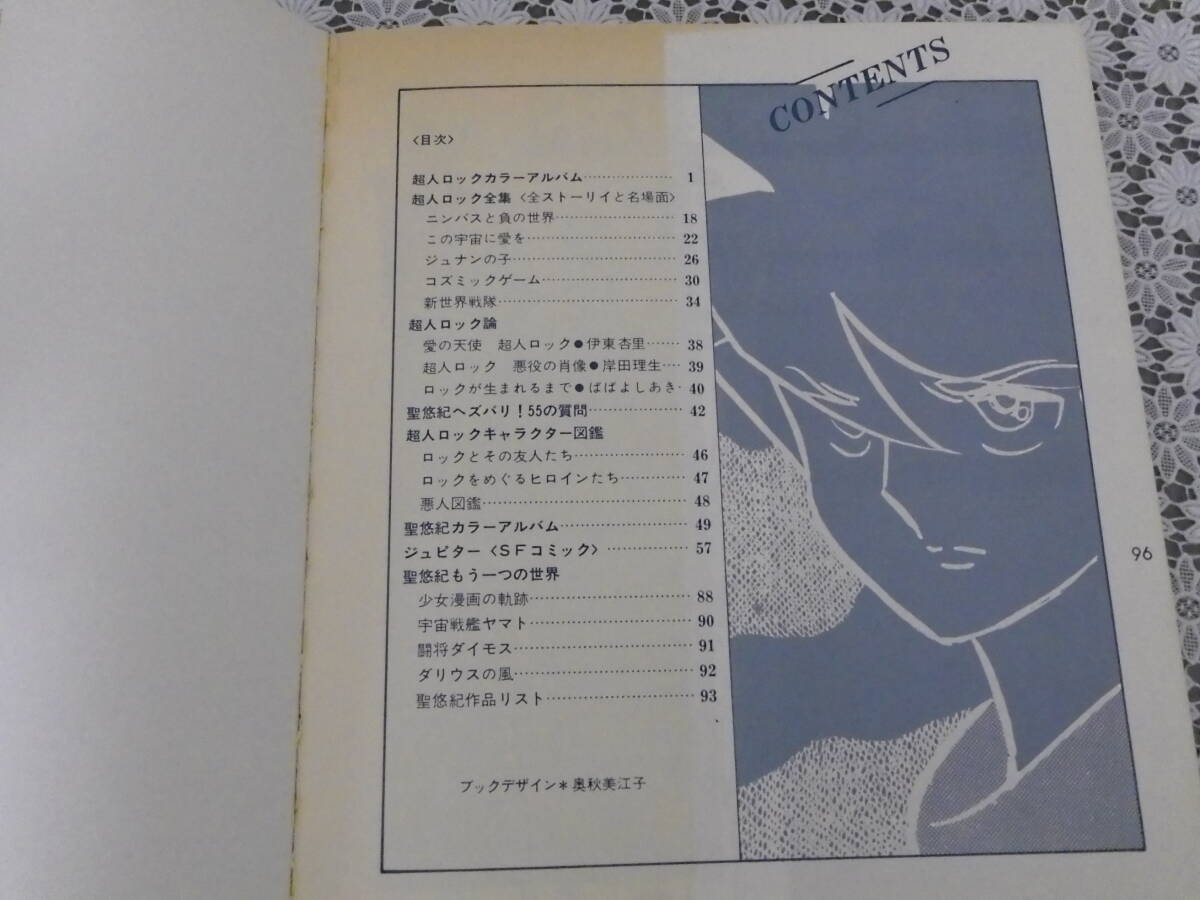 CONTENTS
〈目次〉
超人ロックカラーアルバム……………… 1
超人ロック全集〈全ストーリイと名場面〉
ニンバスと負の世界……………… 18
この宇宙に愛を……………… 22
ジュナンの子……………… 26
コズミックゲーム……………… 30
新世界戦隊……………… 34
超人ロック論
愛の天使 超人ロック●伊東杏里…… 38
超人ロック 悪役の肖像●岸田理生… 39
ロックが生まれるまで●ばばよしあき… 40
聖悠紀へズバリ！55の質問……………… 42
超人ロックキャラクター図鑑
ロックとその友人たち……………… 46
ロックをめぐるヒロインたち……………… 47
悪人図鑑……………… 48
聖悠紀カラーアルバム……………… 49
ジュピター〈SFコミック〉……………… 57
聖悠紀もう一つの世界
少女漫画の軌跡……………… 88
宇宙戦艦ヤマト……………… 90
闘将ダイモス……………… 91
ダリウスの風……………… 92
聖悠紀作品リスト……………… 93
ブックデザイン＊奥秋美江子
96